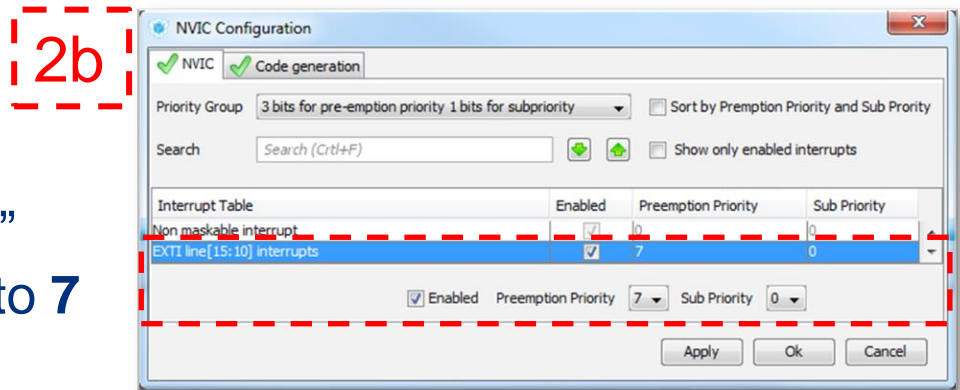 2b
”
to 7
NVIC Configuration
NVIC Code generation
Priority Group 3 bits for pre-emption priority 1 bits for subpriority Sort by Premption Priority and Sub Prority
Search Search (Crtl+F) Show only enabled interrupts
Interrupt Table Enabled Preemption Priority Sub Priority
Non maskable interrupt 0 0
EXTI line[15:10] interrupts 7 0
Enabled Preemption Priority 7 Sub Priority 0
Apply Ok Cancel